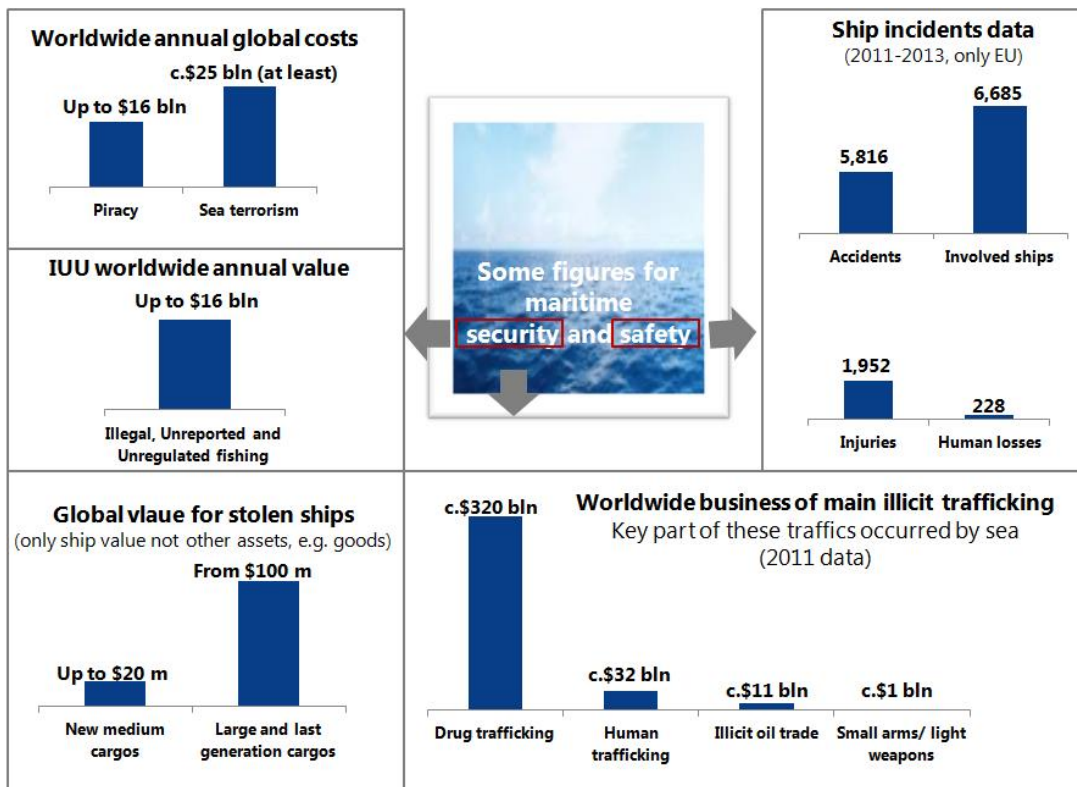 Worldwide annual global costs
c.$25 bln (at least)
Up to $16 bln
Piracy
Sea terrorism
IUU worldwide annual value
Up to $16 bln
Illegal, Unreported and
Unregulated fishing
Global vlaue for stolen ships
(only ship value not other assets, e.g. goods)
From $100 m
Up to $20 m
New medium
cargos
Large and last
generation cargos
Some figures for
maritime
security and safety
Ship incidents data
(2011-2013, only EU)
6,685
5,816
Accidents
Involved ships
1,952
228
Injuries
Human losses
Worldwide business of main illicit trafficking
Key part of these traffics occurred by sea
(2011 data)
c.$320 bln
c.$32 bln
c.$11 bln
c.$1 bln
Drug trafficking
Human
trafficking
Illicit oil trade
Small arms/ light
weapons